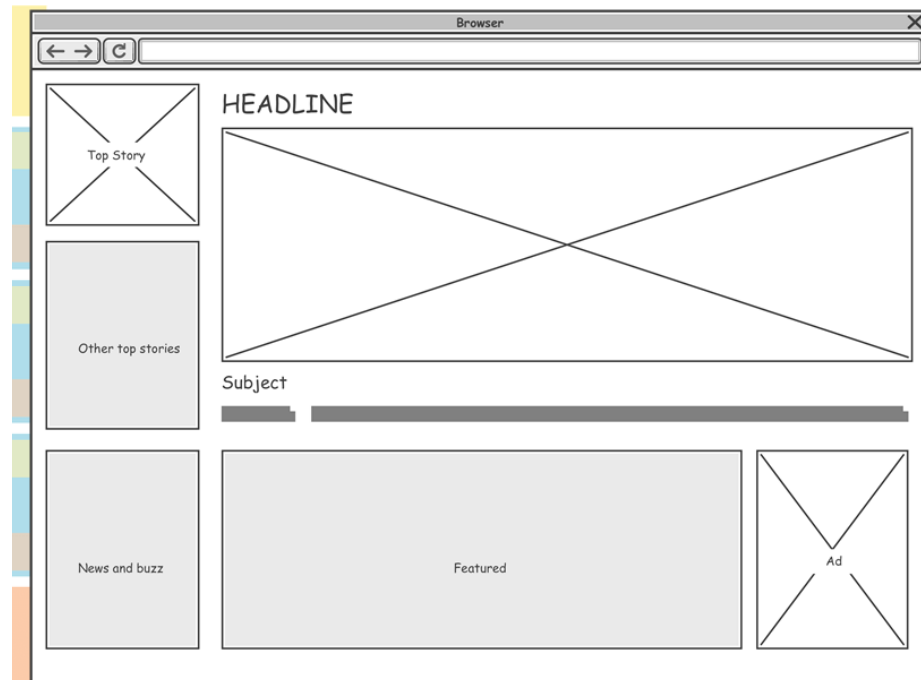 Browser
Top Story
HEADLINE
Other top stories
Subject
News and buzz
Featured
Ad